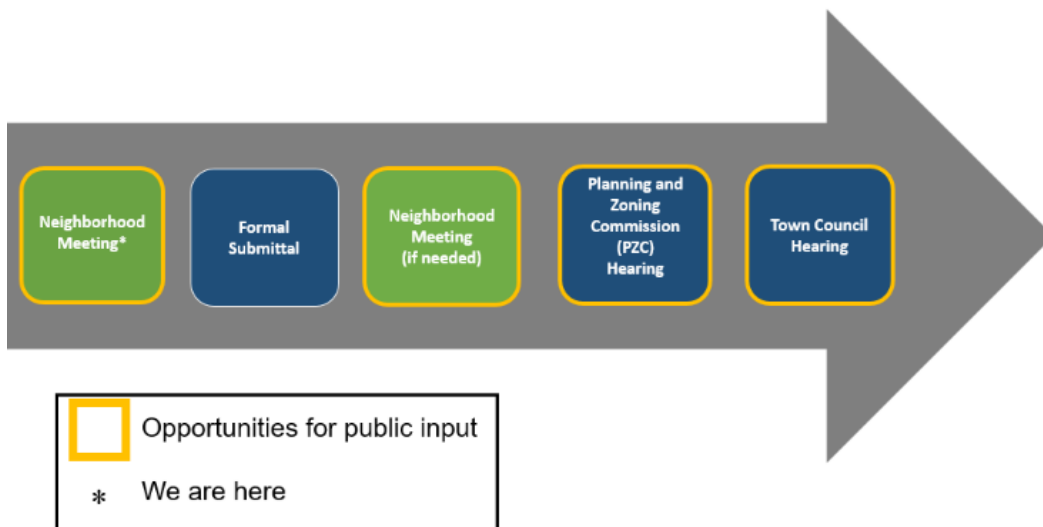 Neighborhood
Meeting*
Formal
Submittal
Neighborhood
Meeting
(if needed)
Planning and
Zoning
Commission
(PZC)
Hearing
Town Council
Hearing
Opportunities for public input
* We are here